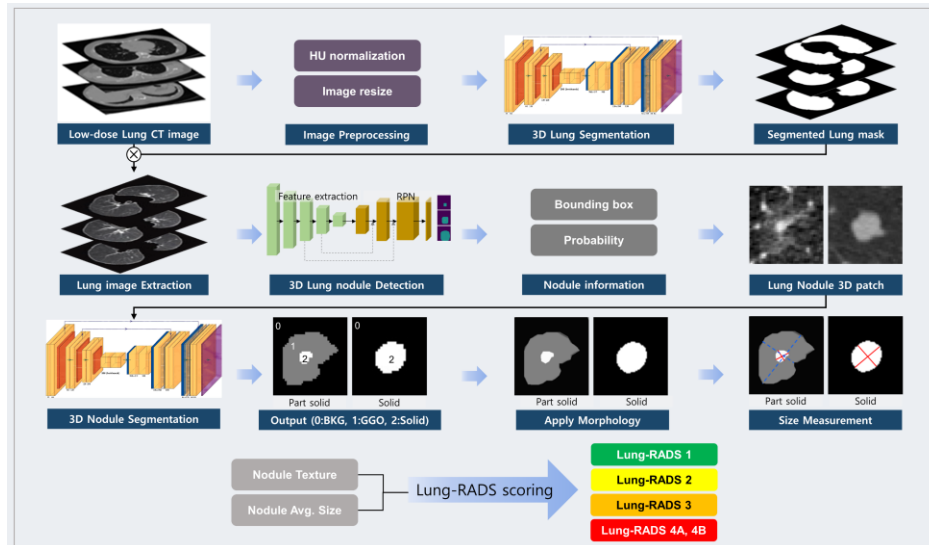 HU normalization
Image resize
Low-dose Lung CT image
Image Preprocessing
3D Lung Segmentation
Segmented Lung mask
Feature extraction
RPN
Bounding box
Probability
Lung image Extraction
3D Lung nodule Detection
Nodule information
Lung Nodule 3D patch
0
1
2
0
2
Part solid
Solid
Part solid
Solid
Part solid
Solid
3D Nodule Segmentation
Output (0:BKG, 1:GGO, 2:Solid)
Apply Morphology
Size Measurement
Nodule Texture
Nodule Avg. Size
Lung-RADS scoring
Lung-RADS 1
Lung-RADS 2
Lung-RADS 3
Lung-RADS 4A, 4B